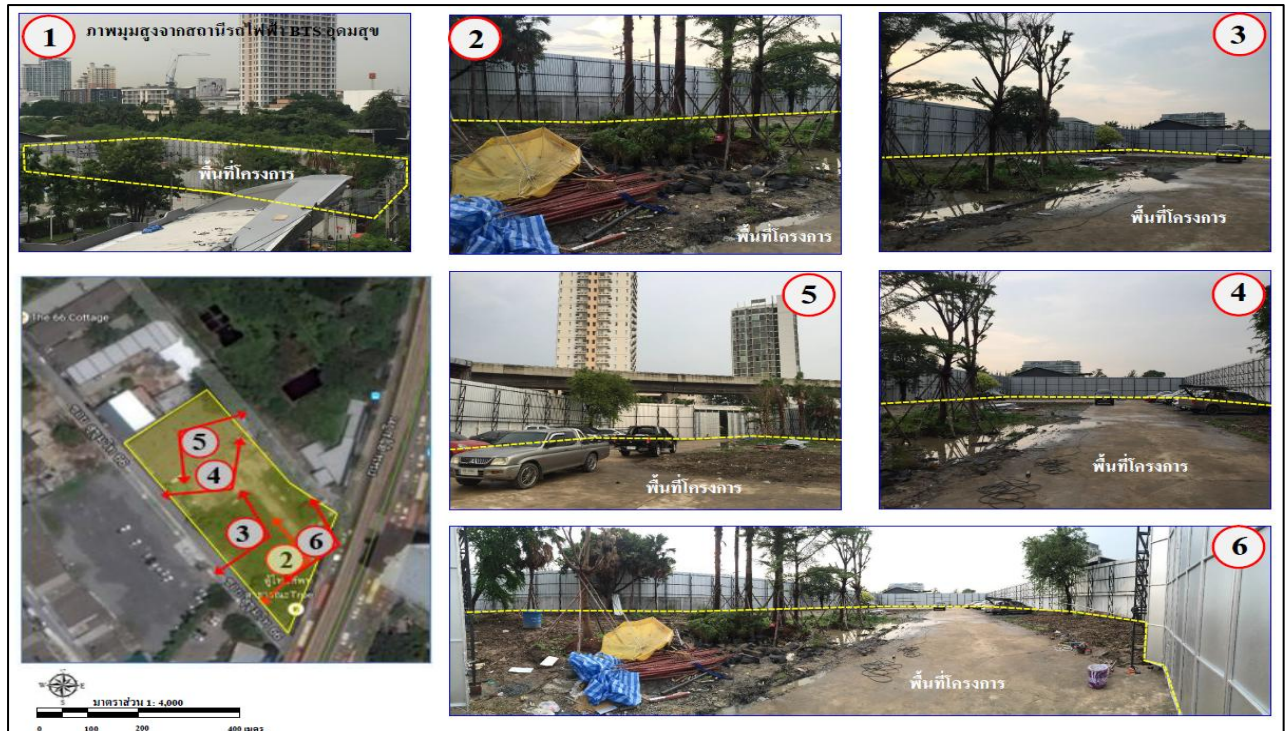 1
ภาพมุมสูงจากสถานีรถไฟฟ้า BTS อุดมสุข
พื้นที่โครงการ
2
พื้นที่โครงการ
3
พื้นที่โครงการ
The 66 Cottage
5
4
3
2
6
5
พื้นที่โครงการ
4
พื้นที่โครงการ
6
พื้นที่โครงการ
มาตราส่วน 1: 4,000
0 100 200 400 เมตร